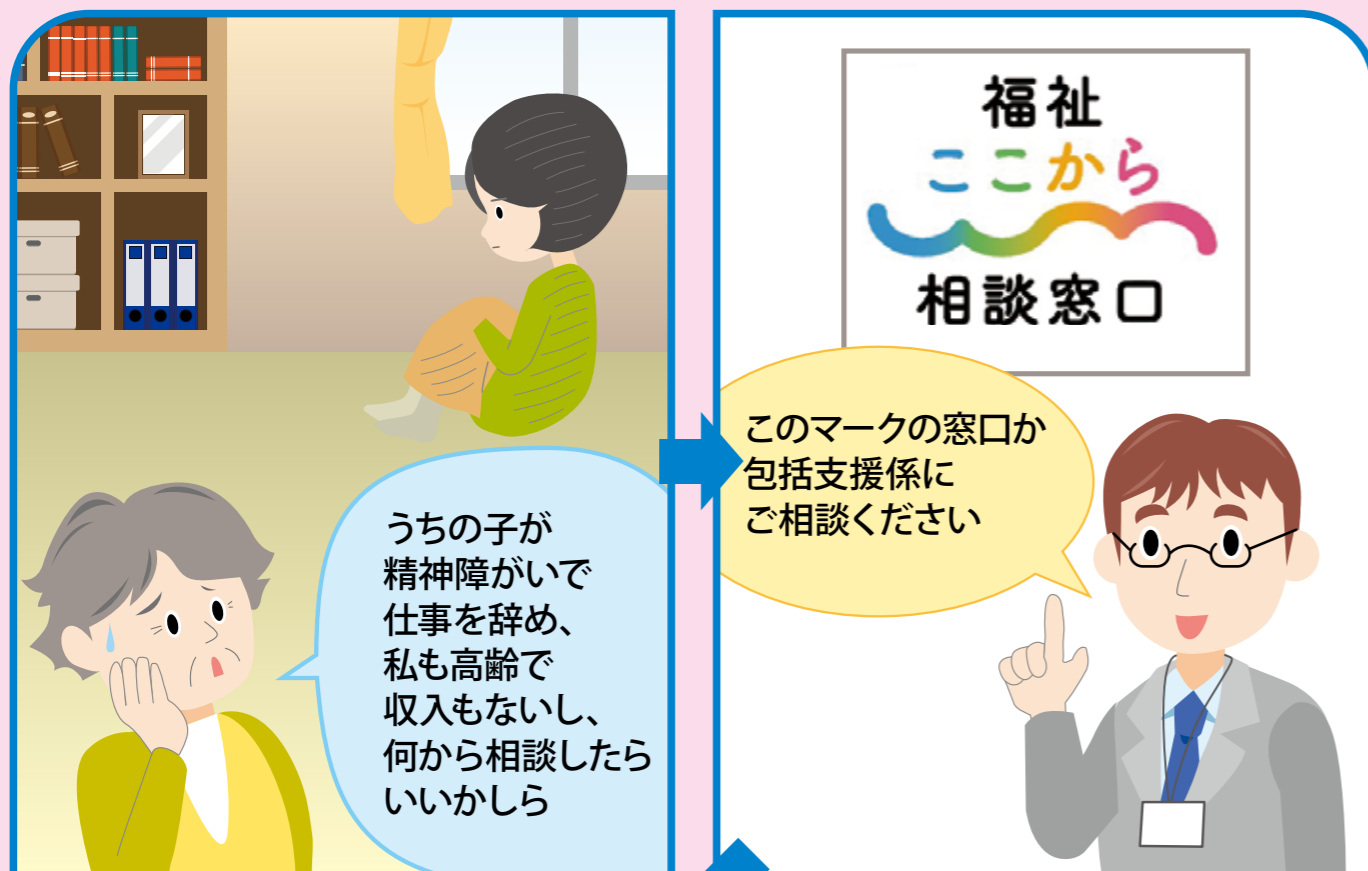 うちの子が
精神障がいで
仕事を辞め、
私も高齢で
収入もないし、
何から相談したら
いいかしら
福祉
ここから
相談窓口
このマークの窓口か
包括支援係に
ご相談ください